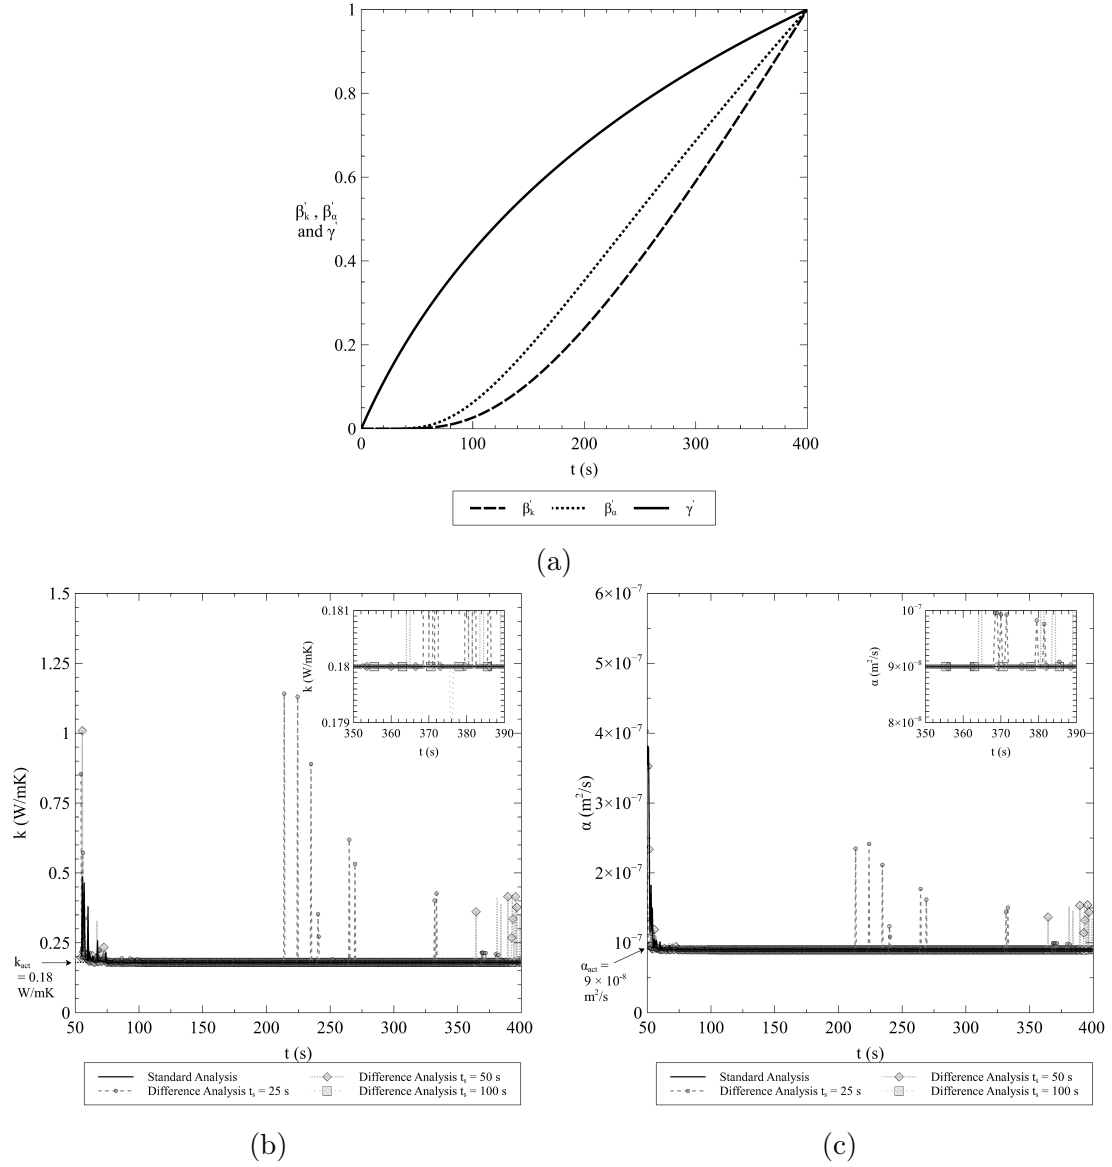 1
0.8
0.6
β'k , β'α
and γ'
0.4
0.2
0
0 100 200 300 400
t (s)
β'k β'α γ'
(a)
1.5
1.25
1
0.75
0.5
0.25
0
k (W/mK)
kact
= 0.18
W/mK
50 100 150 200 250 300 350 400
t (s)
0.181
0.18
0.179
k (W/mK)
350 360 370 380 390
t (s)
Standard Analysis
Difference Analysis ts = 25 s
Difference Analysis ts = 50 s
Difference Analysis ts = 100 s
(b)
6×10⁻⁷
5×10⁻⁷
4×10⁻⁷
3×10⁻⁷
2×10⁻⁷
10⁻⁷
0
α (m²/s)
αact =
9 × 10⁻⁸
m²/s
50 100 150 200 250 300 350 400
t (s)
10⁻⁷
9×10⁻⁸
8×10⁻⁸
α (m²/s)
350 360 370 380 390
t (s)
Standard Analysis
Difference Analysis ts = 25 s
Difference Analysis ts = 50 s
Difference Analysis ts = 100 s
(c)